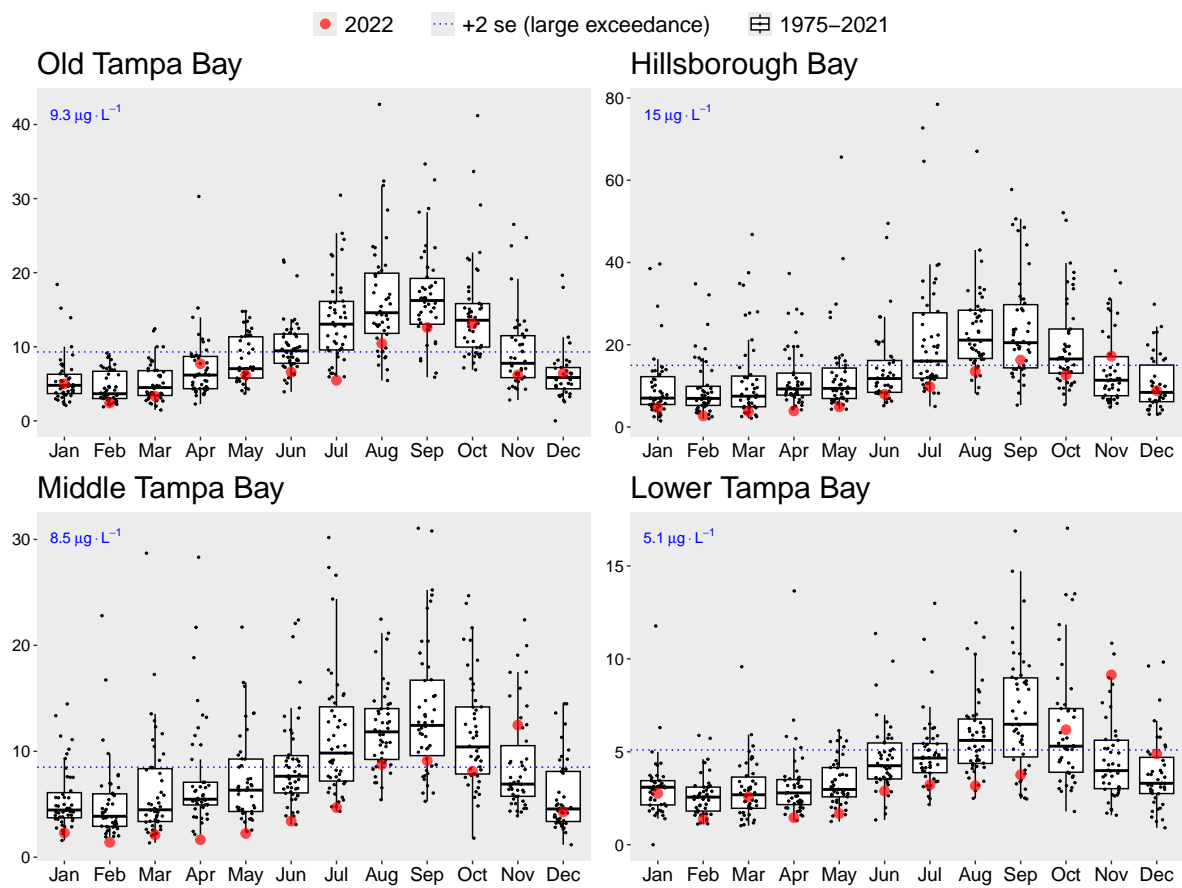 2022 +2 se (large exceedance) 1975−2021
Old Tampa Bay
9.3 μg⋅L⁻¹
40
30
20
10
0
Jan Feb Mar Apr May Jun Jul Aug Sep Oct Nov Dec
Hillsborough Bay
15 μg⋅L⁻¹
80
60
40
20
0
Jan Feb Mar Apr May Jun Jul Aug Sep Oct Nov Dec
Middle Tampa Bay
8.5 μg⋅L⁻¹
30
20
10
0
Jan Feb Mar Apr May Jun Jul Aug Sep Oct Nov Dec
Lower Tampa Bay
5.1 μg⋅L⁻¹
15
10
5
0
Jan Feb Mar Apr May Jun Jul Aug Sep Oct Nov Dec